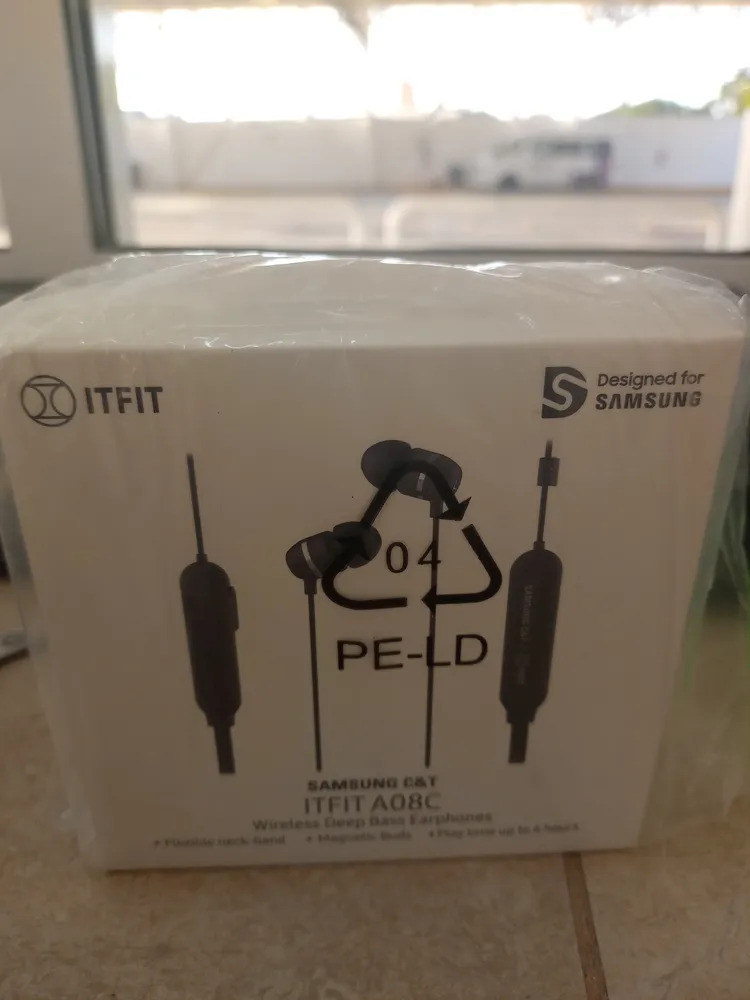 ITFIT
Designed for
SAMSUNG
04
PE-LD
SAMSUNG C&T
ITFIT A08C
Wireless Deep Bass Earphones
• Flexible neck-band • Magnetic Buds • Play time up to 6 hours